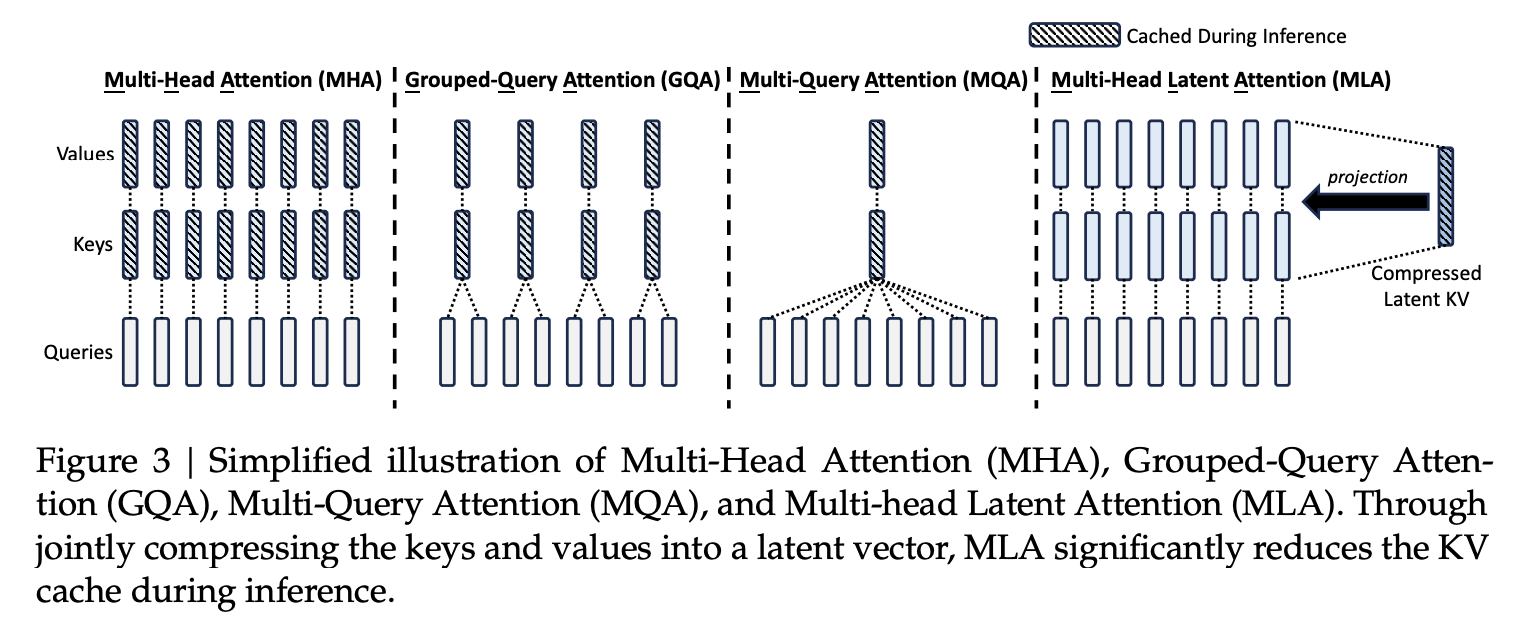 Cached During Inference
Multi-Head Attention (MHA)
Grouped-Query Attention (GQA)
Multi-Query Attention (MQA)
Multi-Head Latent Attention (MLA)
Values
Keys
Queries
projection
Compressed
Latent KV
Figure 3 | Simplified illustration of Multi-Head Attention (MHA), Grouped-Query Atten-
tion (GQA), Multi-Query Attention (MQA), and Multi-head Latent Attention (MLA). Through
jointly compressing the keys and values into a latent vector, MLA significantly reduces the KV
cache during inference.